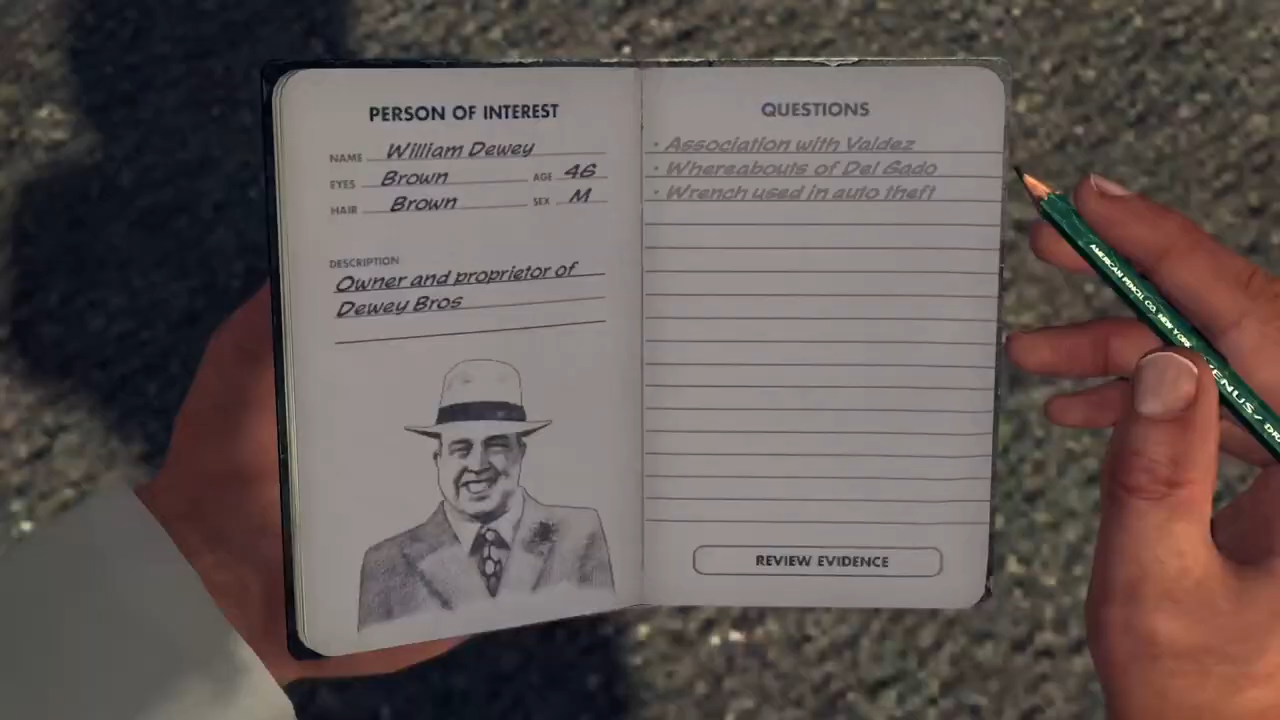 PERSON OF INTEREST
NAME William Dewey
EYES Brown AGE 46
HAIR Brown SEX M
DESCRIPTION
Owner and proprietor of
Dewey Bros
QUESTIONS
· Association with Valdez
· Whereabouts of Del Gado
· Wrench used in auto theft
REVIEW EVIDENCE
AMERICAN PENCIL CO. NEW YORK
VENUS